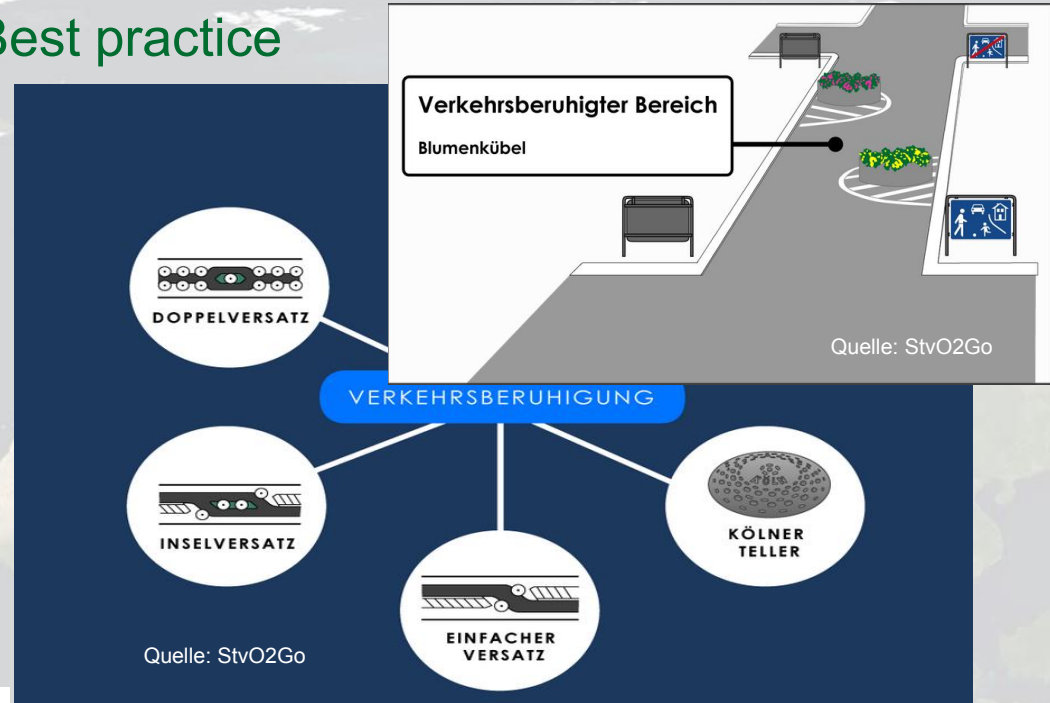 Best practice
Verkehrsberuhigter Bereich
Blumenkübel
Quelle: StvO2Go
DOPPELVERSATZ
VERKEHRSBERUHIGUNG
INSELVERSATZ
EINFACHER
VERSATZ
KÖLNER
TELLER
Quelle: StvO2Go